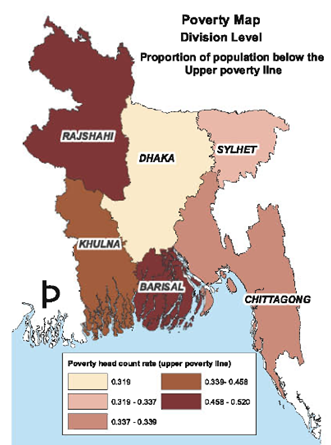 Poverty Map
Division Level
Proportion of population below the
Upper poverty line
RAJSHAHI
DHAKA
SYLHET
KHULNA
BARISAL
CHITTAGONG
Poverty head count rate (upper poverty line)
0.319
0.319 - 0.337
0.337 - 0.339
0.339- 0.458
0.458 - 0.520